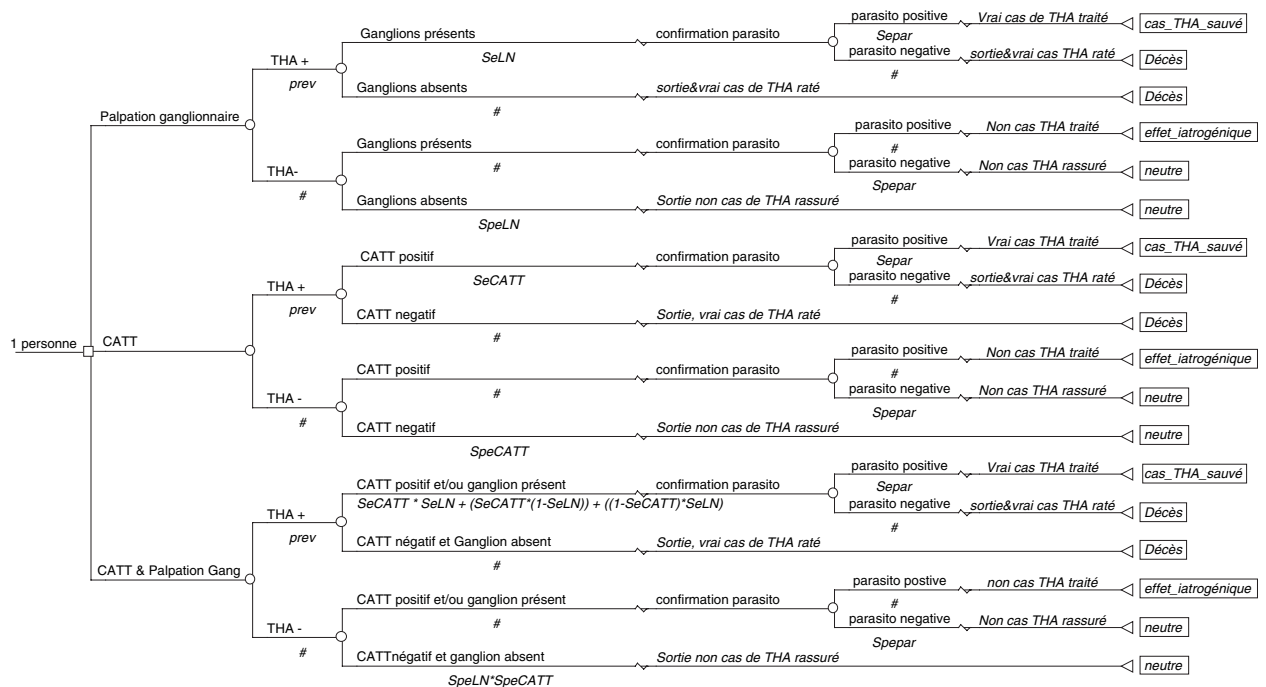 parasito positive Vrai cas de THA traité cas_THA_sauvé
Ganglions présents confirmation parasito Separ
SeLN parasito negative sortie&vrai cas de THA raté Décès
THA + #
prev Ganglions absents sortie&vrai cas de THA raté Décès
#
Palpation ganglionnaire parasito positive Non cas THA traité effet_iatrogénique
Ganglions présents confirmation parasito #
# parasito negative Non cas THA rassuré neutre
THA- Spepar
# Ganglions absents Sortie non cas de THA rassuré neutre
SpeLN
parasito positive Vrai cas THA traité cas_THA_sauvé
CATT positif confirmation parasito Separ
SeCATT parasito negative sortie&vrai cas THA raté Décès
THA + #
prev CATT negatif Sortie, vrai cas de THA raté Décès
#
1 personne CATT
parasito positive Non cas THA traité effet_iatrogénique
CATT positif confirmation parasito #
# parasito negative Non cas THA rassuré neutre
THA - Spepar
# CATT negatif Sortie non cas de THA rassuré neutre
SpeCATT
parasito positive Vrai cas THA traité cas_THA_sauvé
CATT positif et/ou ganglion présent confirmation parasito Separ
SeCATT * SeLN + (SeCATT*(1-SeLN)) + ((1-SeCATT)*SeLN) parasito negative sortie&vrai cas THA raté Décès
THA + #
prev CATT négatif et Ganglion absent Sortie, vrai cas de THA raté Décès
#
CATT & Palpation Gang parasito postive non cas THA traité effet_iatrogénique
CATT positif et/ou ganglion présent confirmation parasito #
# parasito negative Non cas THA rassuré neutre
THA - Spepar
# CATTnégatif et ganglion absent Sortie non cas de THA rassuré neutre
SpeLN*SpeCATT